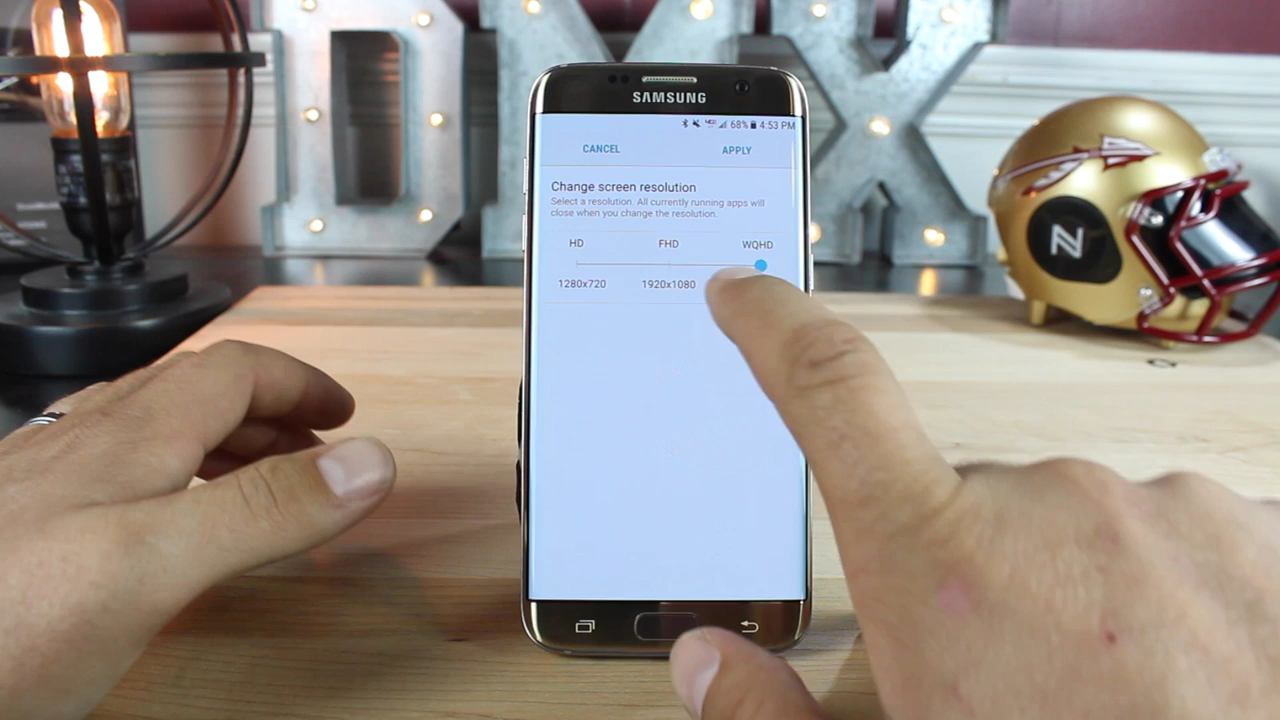 SAMSUNG
68% 4:53 PM
CANCEL APPLY
Change screen resolution
Select a resolution. All currently running apps will
close when you change the resolution.
HD FHD WQHD
1280x720 1920x1080
N